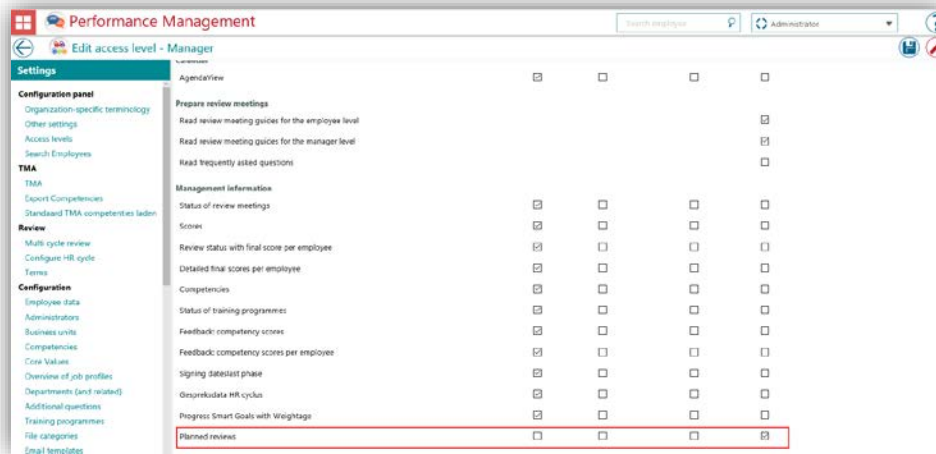 Performance Management
Search employee
Administrator
Edit access level - Manager
Settings
Configuration panel
Organization-specific terminology
Other settings
Access levels
Search Employees
TMA
TMA
Export Competencies
Standaard TMA competenties laden
Review
Multi cycle review
Configure HR cycle
Terms
Configuration
Employee data
Administrators
Business units
Competencies
Core Values
Overview of job profiles
Departments (and related)
Additional questions
Training programmes
File categories
Email templates
Calendar
AgendaView
Prepare review meetings
Read review meeting guides for the employee level
Read review meeting guides for the manager level
Read frequently asked questions
Management information
Status of review meetings
Scores
Review status with final score per employee
Detailed final scores per employee
Competencies
Status of training programmes
Feedback: competency scores
Feedback: competency scores per employee
Signing dateslast phase
Gespreksdata HR cyclus
Progress Smart Goals with Weightage
Planned reviews